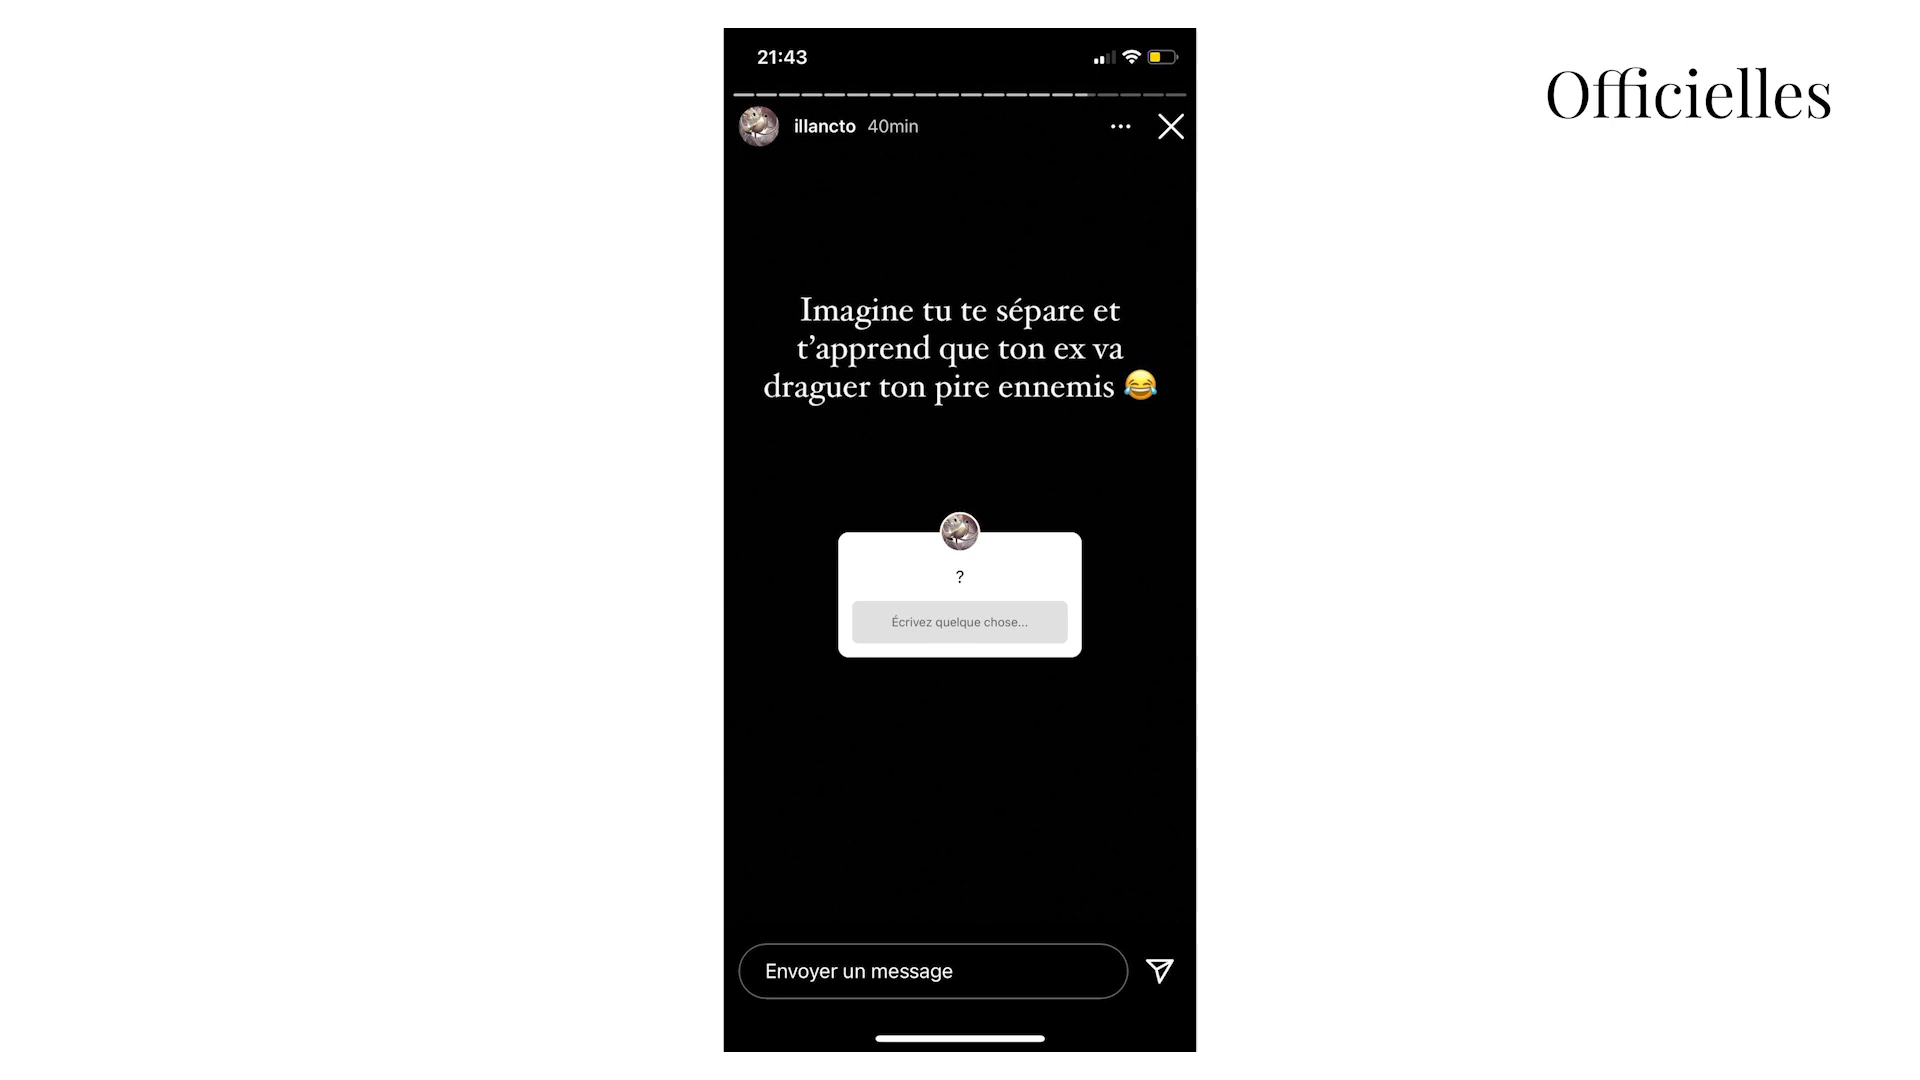 21:43
Officielles
illancto 40min
Imagine tu te sépare et
t’apprend que ton ex va
draguer ton pire ennemis 😂
?
Écrivez quelque chose...
Envoyer un message